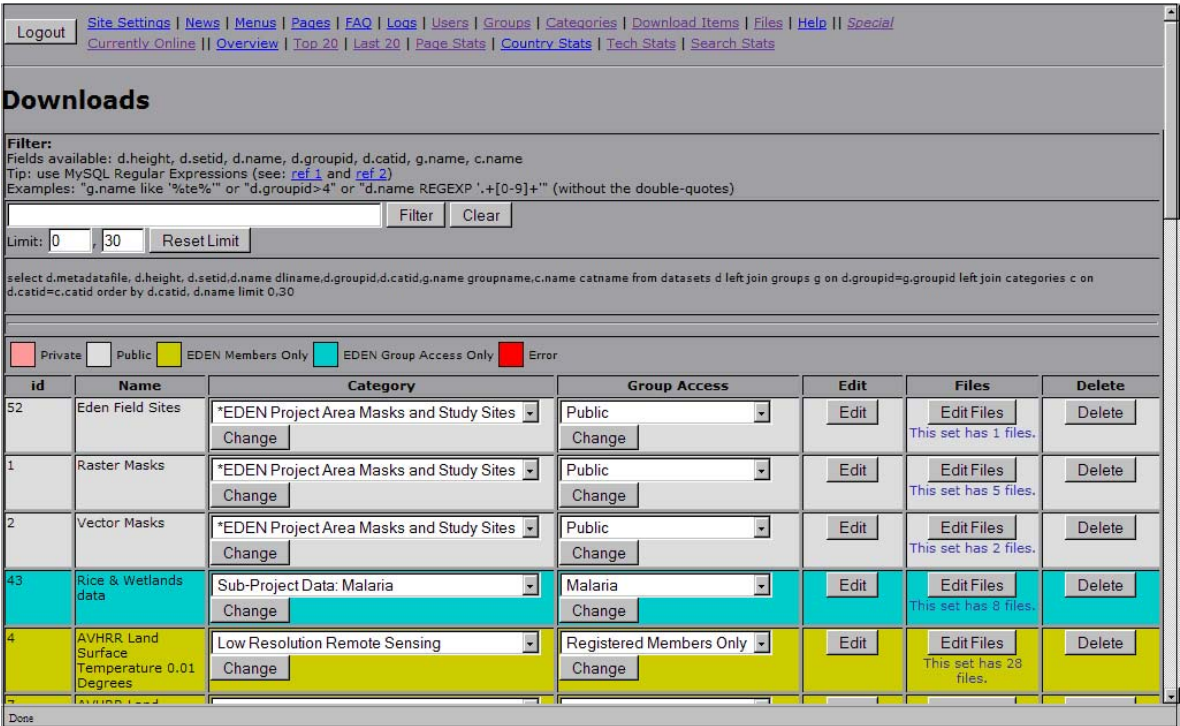 Logout
Site Settings | News | Menus | Pages | FAQ | Logs | Users | Groups | Categories | Download Items | Files | Help || Special
Currently Online || Overview | Top 20 | Last 20 | Page Stats | Country Stats | Tech Stats | Search Stats
Downloads
Filter:
Fields available: d.height, d.setid, d.name, d.groupid, d.catid, g.name, c.name
Tip: use MySQL Regular Expressions (see: ref 1 and ref 2)
Examples: "g.name like '%te%'" or "d.groupid>4" or "d.name REGEXP '.+[0-9]+'" (without the double-quotes)
Filter Clear
Limit: 0 , 30 Reset Limit
select d.metadatafile, d.height, d.setid,d.name dliname,d.groupid,d.catid,g.name groupname,c.name catname from datasets d left join groups g on d.groupid=g.groupid left join categories c on
d.catid=c.catid order by d.catid, d.name limit 0,30
Private Public EDEN Members Only EDEN Group Access Only Error
id Name Category Group Access Edit Files Delete
52 Eden Field Sites *EDEN Project Area Masks and Study Sites Public Edit Edit Files Delete
Change Change This set has 1 files.
1 Raster Masks *EDEN Project Area Masks and Study Sites Public Edit Edit Files Delete
Change Change This set has 5 files.
2 Vector Masks *EDEN Project Area Masks and Study Sites Public Edit Edit Files Delete
Change Change This set has 2 files.
43 Rice & Wetlands Sub-Project Data: Malaria Malaria Edit Edit Files Delete
data Change Change This set has 8 files.
4 AVHRR Land Low Resolution Remote Sensing Registered Members Only Edit Edit Files Delete
Surface
Temperature 0.01 Change Change This set has 28
Degrees files.
7 AVHRR Land
Done